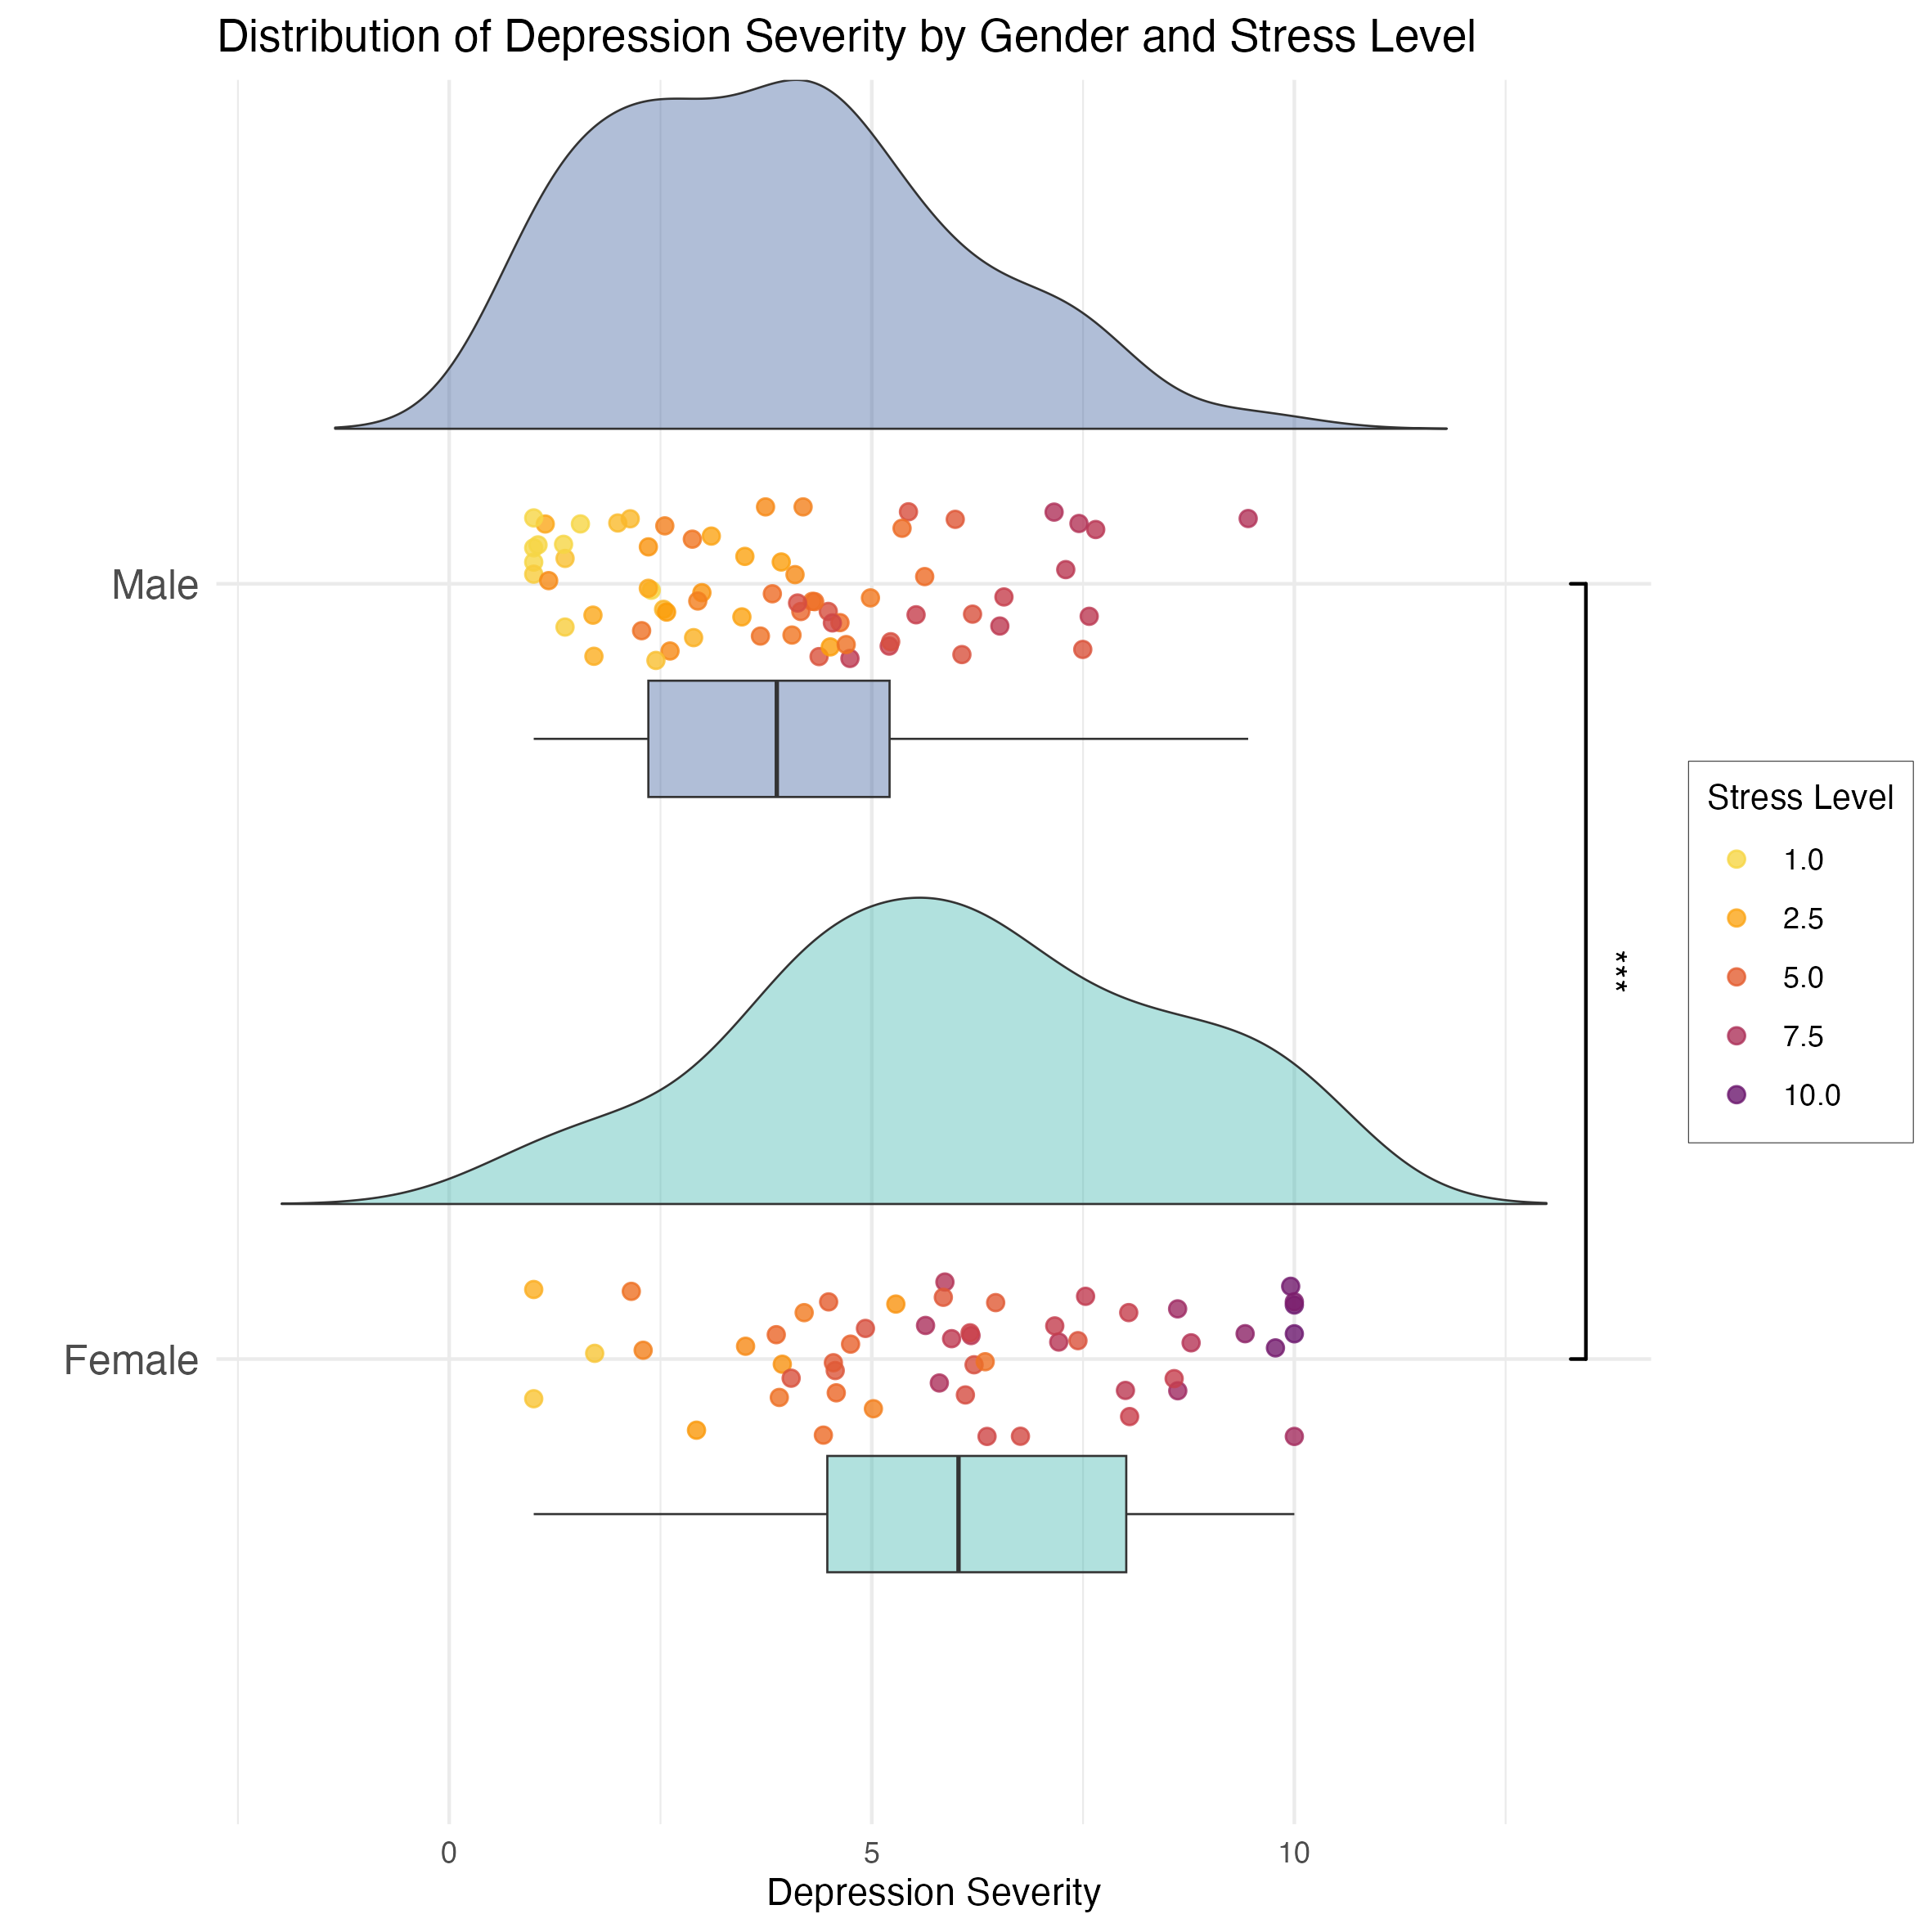 Distribution of Depression Severity by Gender and Stress Level
Male
Female
***
Stress Level
1.0
2.5
5.0
7.5
10.0
0 5 10
Depression Severity